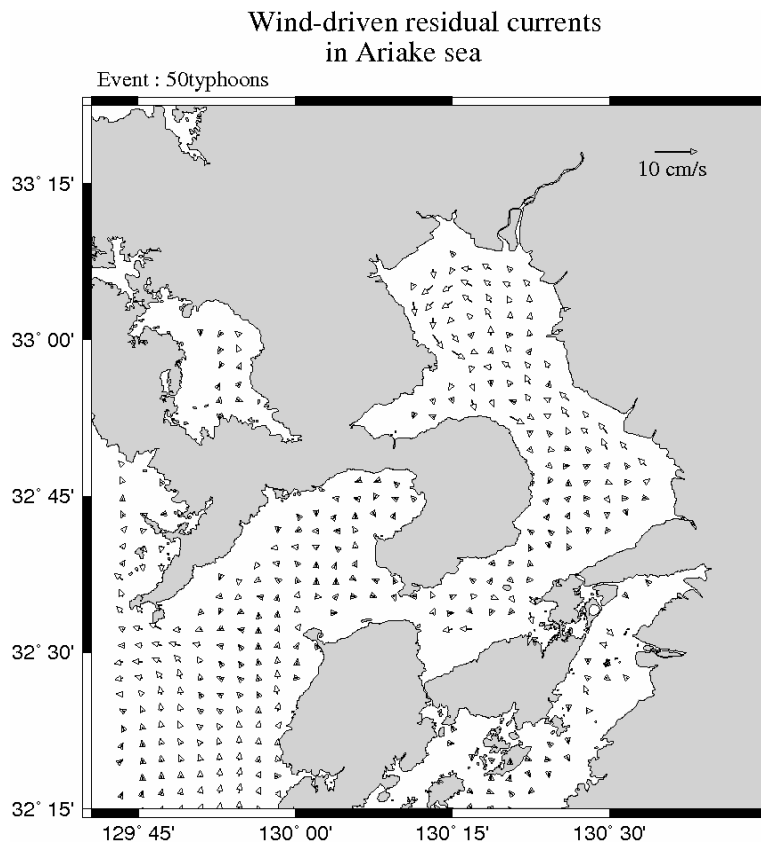 Wind-driven residual currents
in Ariake sea
Event : 50typhoons
10 cm/s
33° 15'
33° 00'
32° 45'
32° 30'
32° 15'
129° 45'
130° 00'
130° 15'
130° 30'